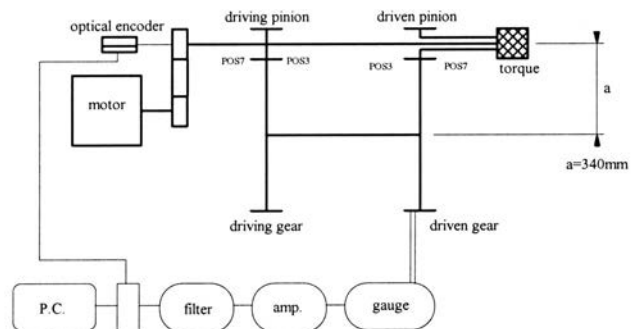 driving pinion
driven pinion
optical encoder
POS7
POS3
POS3
POS7
torque
motor
a
a=340mm
driving gear
driven gear
P.C.
filter
amp.
gauge